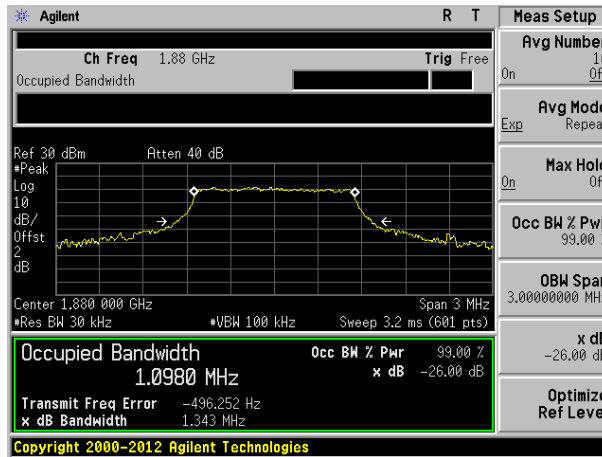 Agilent R T
Ch Freq 1.88 GHz Trig Free
Occupied Bandwidth
Ref 30 dBm Atten 40 dB
#Peak
Log
10
dB/
Offst
2
dB
Center 1.880 000 GHz Span 3 MHz
#Res BW 30 kHz #VBW 100 kHz Sweep 3.2 ms (601 pts)
Occupied Bandwidth Occ BW % Pwr 99.00 %
1.0980 MHz x dB -26.00 dB
Transmit Freq Error -496.252 Hz
x dB Bandwidth 1.343 MHz
Copyright 2000-2012 Agilent Technologies
Meas Setup
Avg Number
On
Avg Mode
Exp Repea
Max Hold
On
Occ BW % Pwr
99.00
OBW Span
3.00000000 MH
x dB
-26.00 dB
Optimize
Ref Level